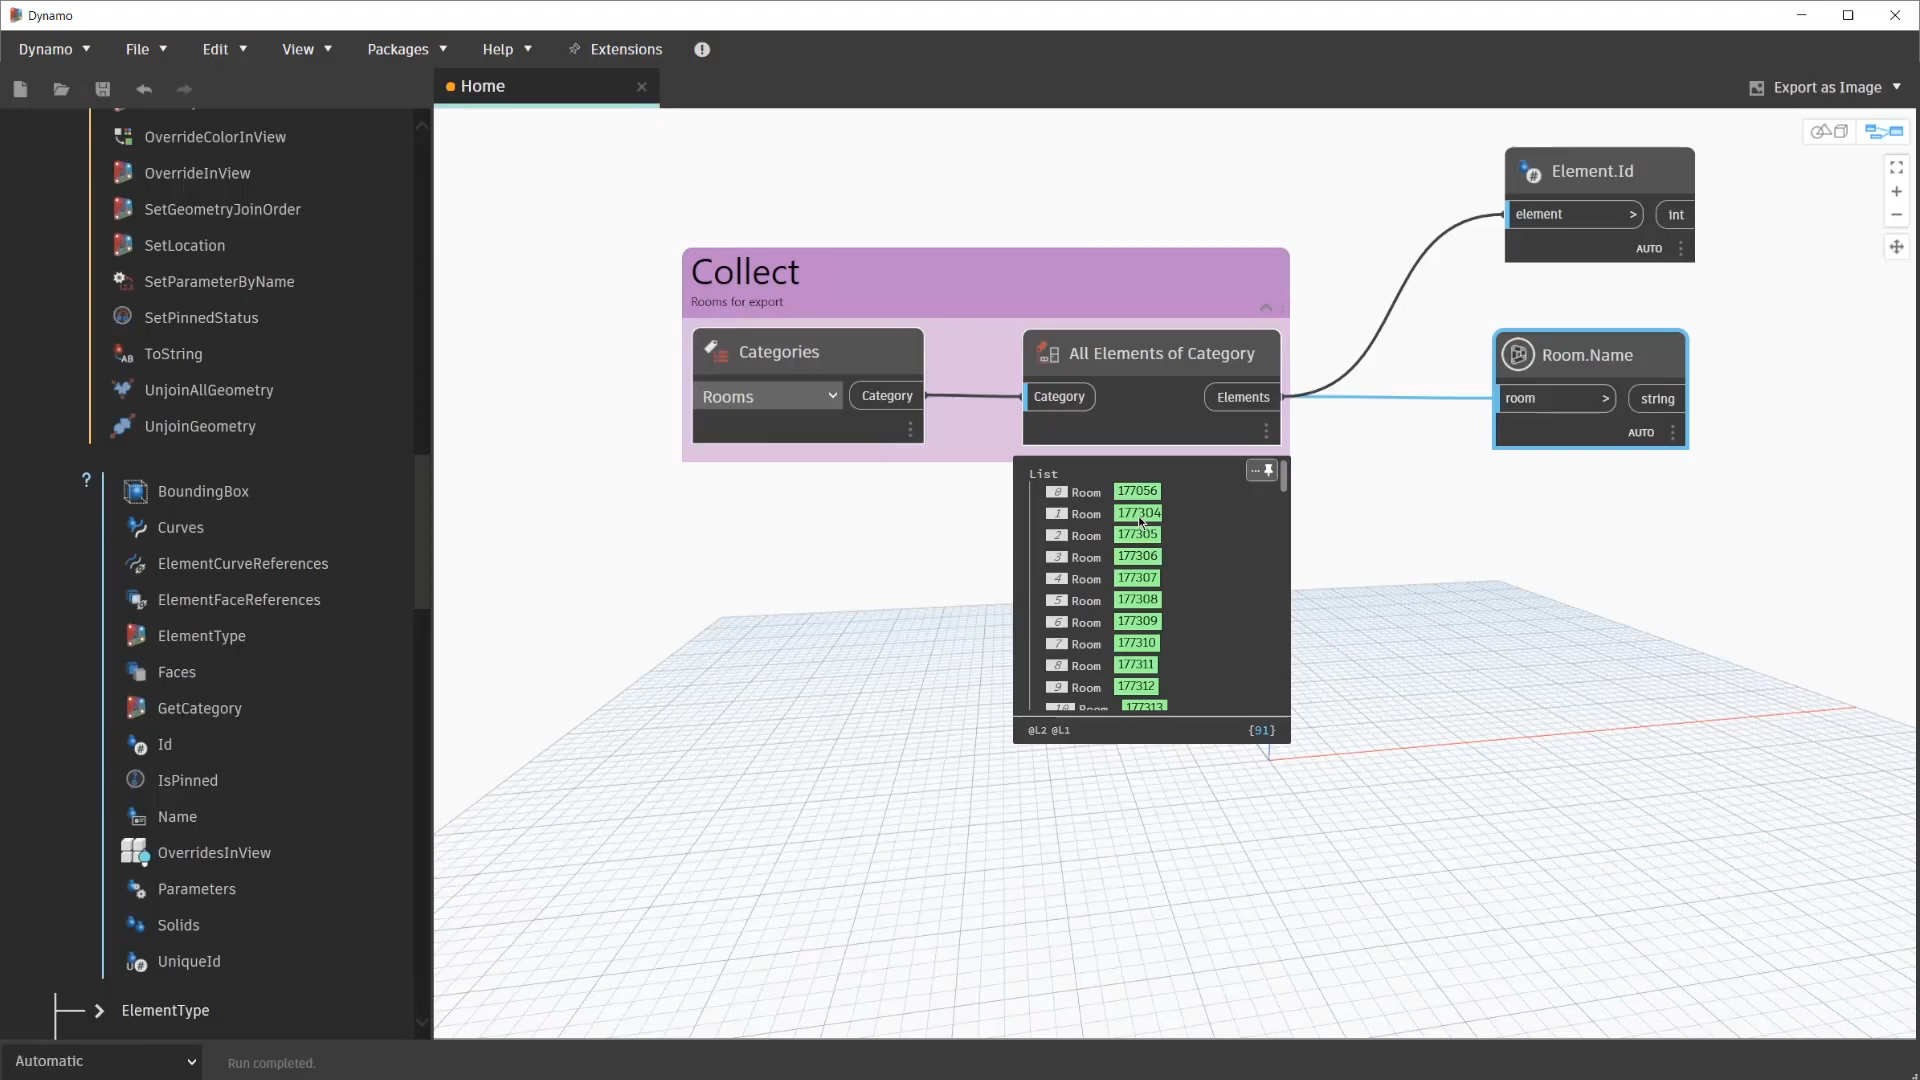 Dynamo
Dynamo File Edit View Packages Help Extensions
Home
Export as Image
OverrideColorInView
OverrideInView
SetGeometryJoinOrder
SetLocation
SetParameterByName
SetPinnedStatus
ToString
UnjoinAllGeometry
UnjoinGeometry
?
BoundingBox
Curves
ElementCurveReferences
ElementFaceReferences
ElementType
Faces
GetCategory
Id
IsPinned
Name
OverridesInView
Parameters
Solids
UniqueId
ElementType
Automatic
Run completed.
Collect
Rooms for export
Categories
Rooms
Category
All Elements of Category
Category
Elements
Element.Id
element >
int
AUTO
Room.Name
room >
string
AUTO
List
0 Room 177056
1 Room 177304
2 Room 177305
3 Room 177306
4 Room 177307
5 Room 177308
6 Room 177309
7 Room 177310
8 Room 177311
9 Room 177312
10 Room 177313
@L2 @L1
{91}